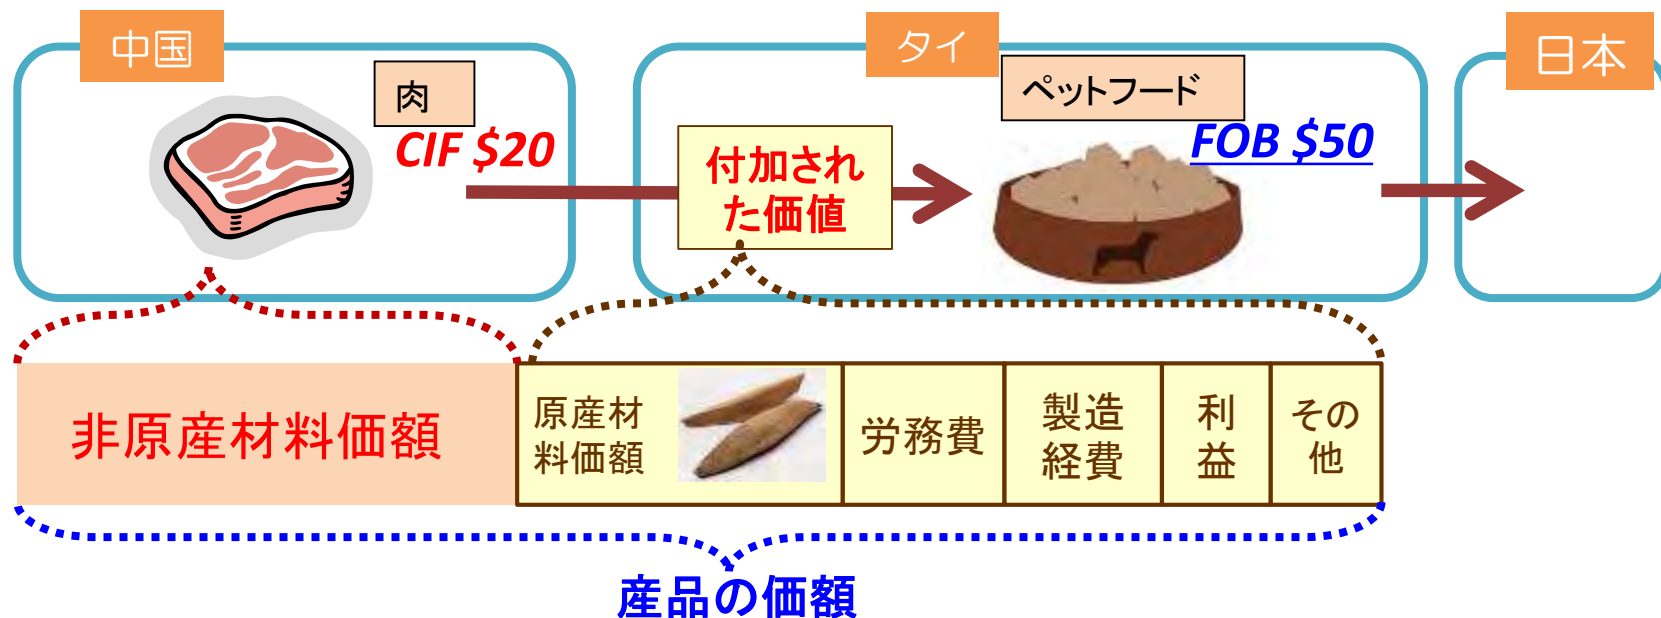 中国
タイ
日本
肉
CIF $20
ペットフード
FOB $50
付加され
た価値
非原産材料価額
原産材
料価額
労務費
製造
経費
利
益
その
他
産品の価額